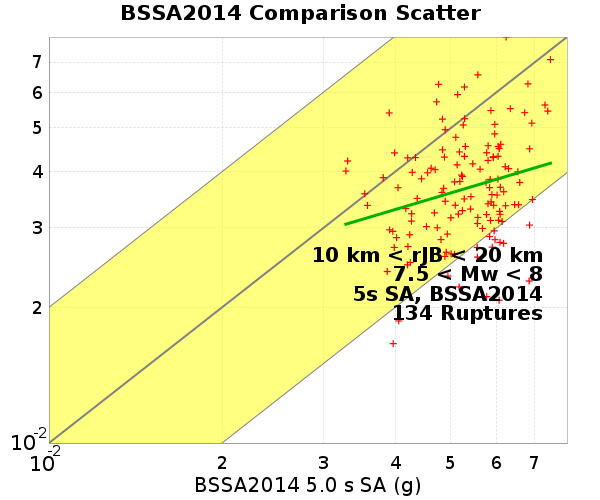 BSSA2014 Comparison Scatter
7
6
5
4
3
10 km < rJB < 20 km
7.5 < Mw < 8
5s SA, BSSA2014
2
134 Ruptures
10-2
10-2
2 3 4 5 6 7
BSSA2014 5.0 s SA (g)